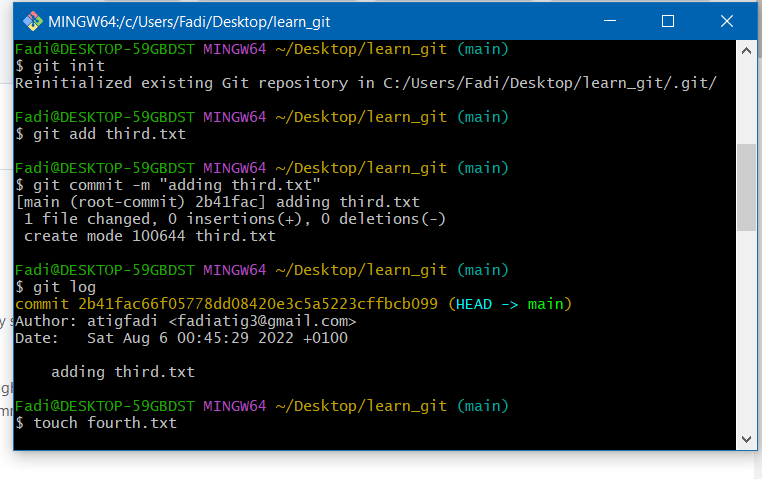 MINGW64:/c/Users/Fadi/Desktop/learn_git
Fadi@DESKTOP-59GBDST MINGW64 ~/Desktop/learn_git (main)
$ git init
Reinitialized existing Git repository in C:/Users/Fadi/Desktop/learn_git/.git/
Fadi@DESKTOP-59GBDST MINGW64 ~/Desktop/learn_git (main)
$ git add third.txt
Fadi@DESKTOP-59GBDST MINGW64 ~/Desktop/learn_git (main)
$ git commit -m "adding third.txt"
[main (root-commit) 2b41fac] adding third.txt
 1 file changed, 0 insertions(+), 0 deletions(-)
 create mode 100644 third.txt
Fadi@DESKTOP-59GBDST MINGW64 ~/Desktop/learn_git (main)
$ git log
commit 2b41fac66f05778dd08420e3c5a5223cffbcb099 (HEAD -> main)
Author: atigfadi <fadiatig3@gmail.com>
Date:   Sat Aug 6 00:45:29 2022 +0100
    adding third.txt
Fadi@DESKTOP-59GBDST MINGW64 ~/Desktop/learn_git (main)
$ touch fourth.txt